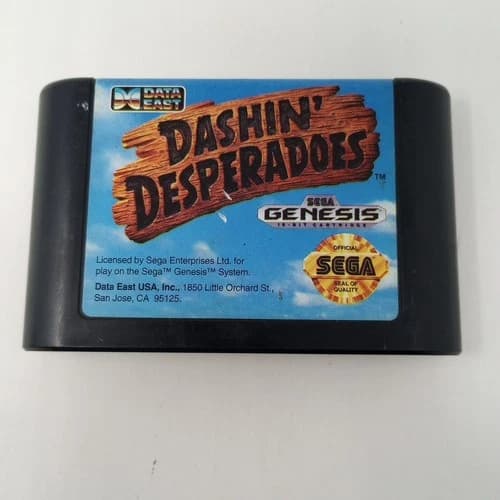 DATA
EAST
DASHIN'
DESPERADOES
TM
SEGA
GENESIS
16-BIT CARTRIDGE
Licensed by Sega Enterprises Ltd. for
play on the Sega™ Genesis™ System.
Data East USA, Inc., 1850 Little Orchard St.,
San Jose, CA 95125.
OFFICIAL
SEGA
SEAL OF
QUALITY